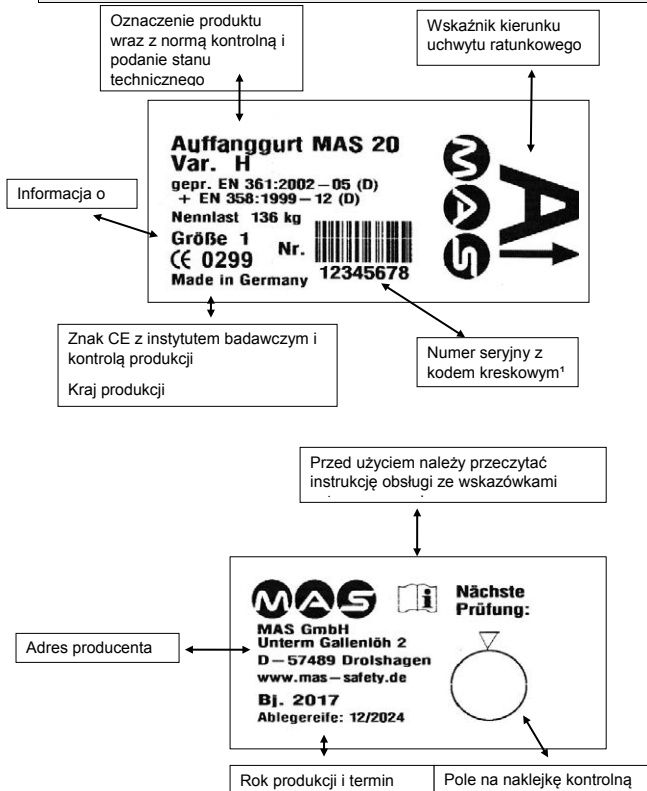 Oznaczenie produktu
wraz z normą kontrolną i
podanie stanu
technicznego
Wskaźnik kierunku
uchwytu ratunkowego
Auffanggurt MAS 20
Var. H
gepr. EN 361:2002 – 05 (D)
+ EN 358:1999 – 12 (D)
Nennlast 136 kg
Größe 1
CE 0299
Made in Germany
Nr.
12345678
MAS
A
Informacja o
Znak CE z instytutem badawczym i
kontrolą produkcji
Kraj produkcji
Numer seryjny z
kodem kreskowym¹
Przed użyciem należy przeczytać
instrukcję obsługi ze wskazówkami
MAS
MAS GmbH
Unterm Gallenlöh 2
D – 57489 Drolshagen
www.mas–safety.de
Bj. 2017
Ablegereife: 12/2024
i
Nächste
Prüfung:
Adres producenta
Rok produkcji i termin
Pole na naklejkę kontrolną